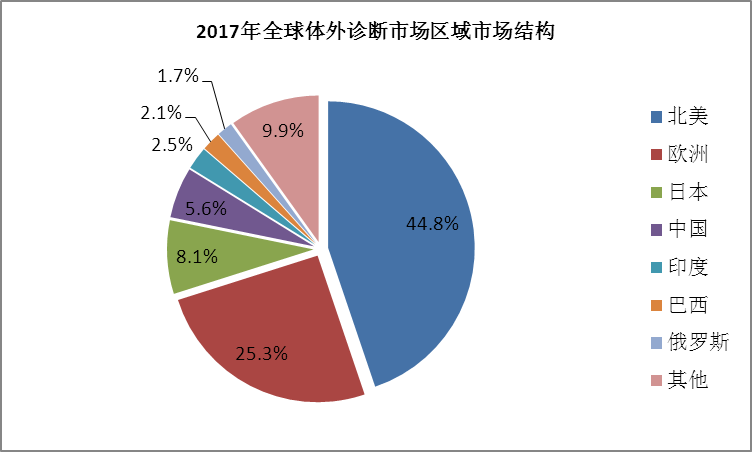 2017年全球体外诊断市场区域市场结构
1.7%
2.1%
2.5%
9.9%
5.6%
8.1%
44.8%
25.3%
北美
欧洲
日本
中国
印度
巴西
俄罗斯
其他